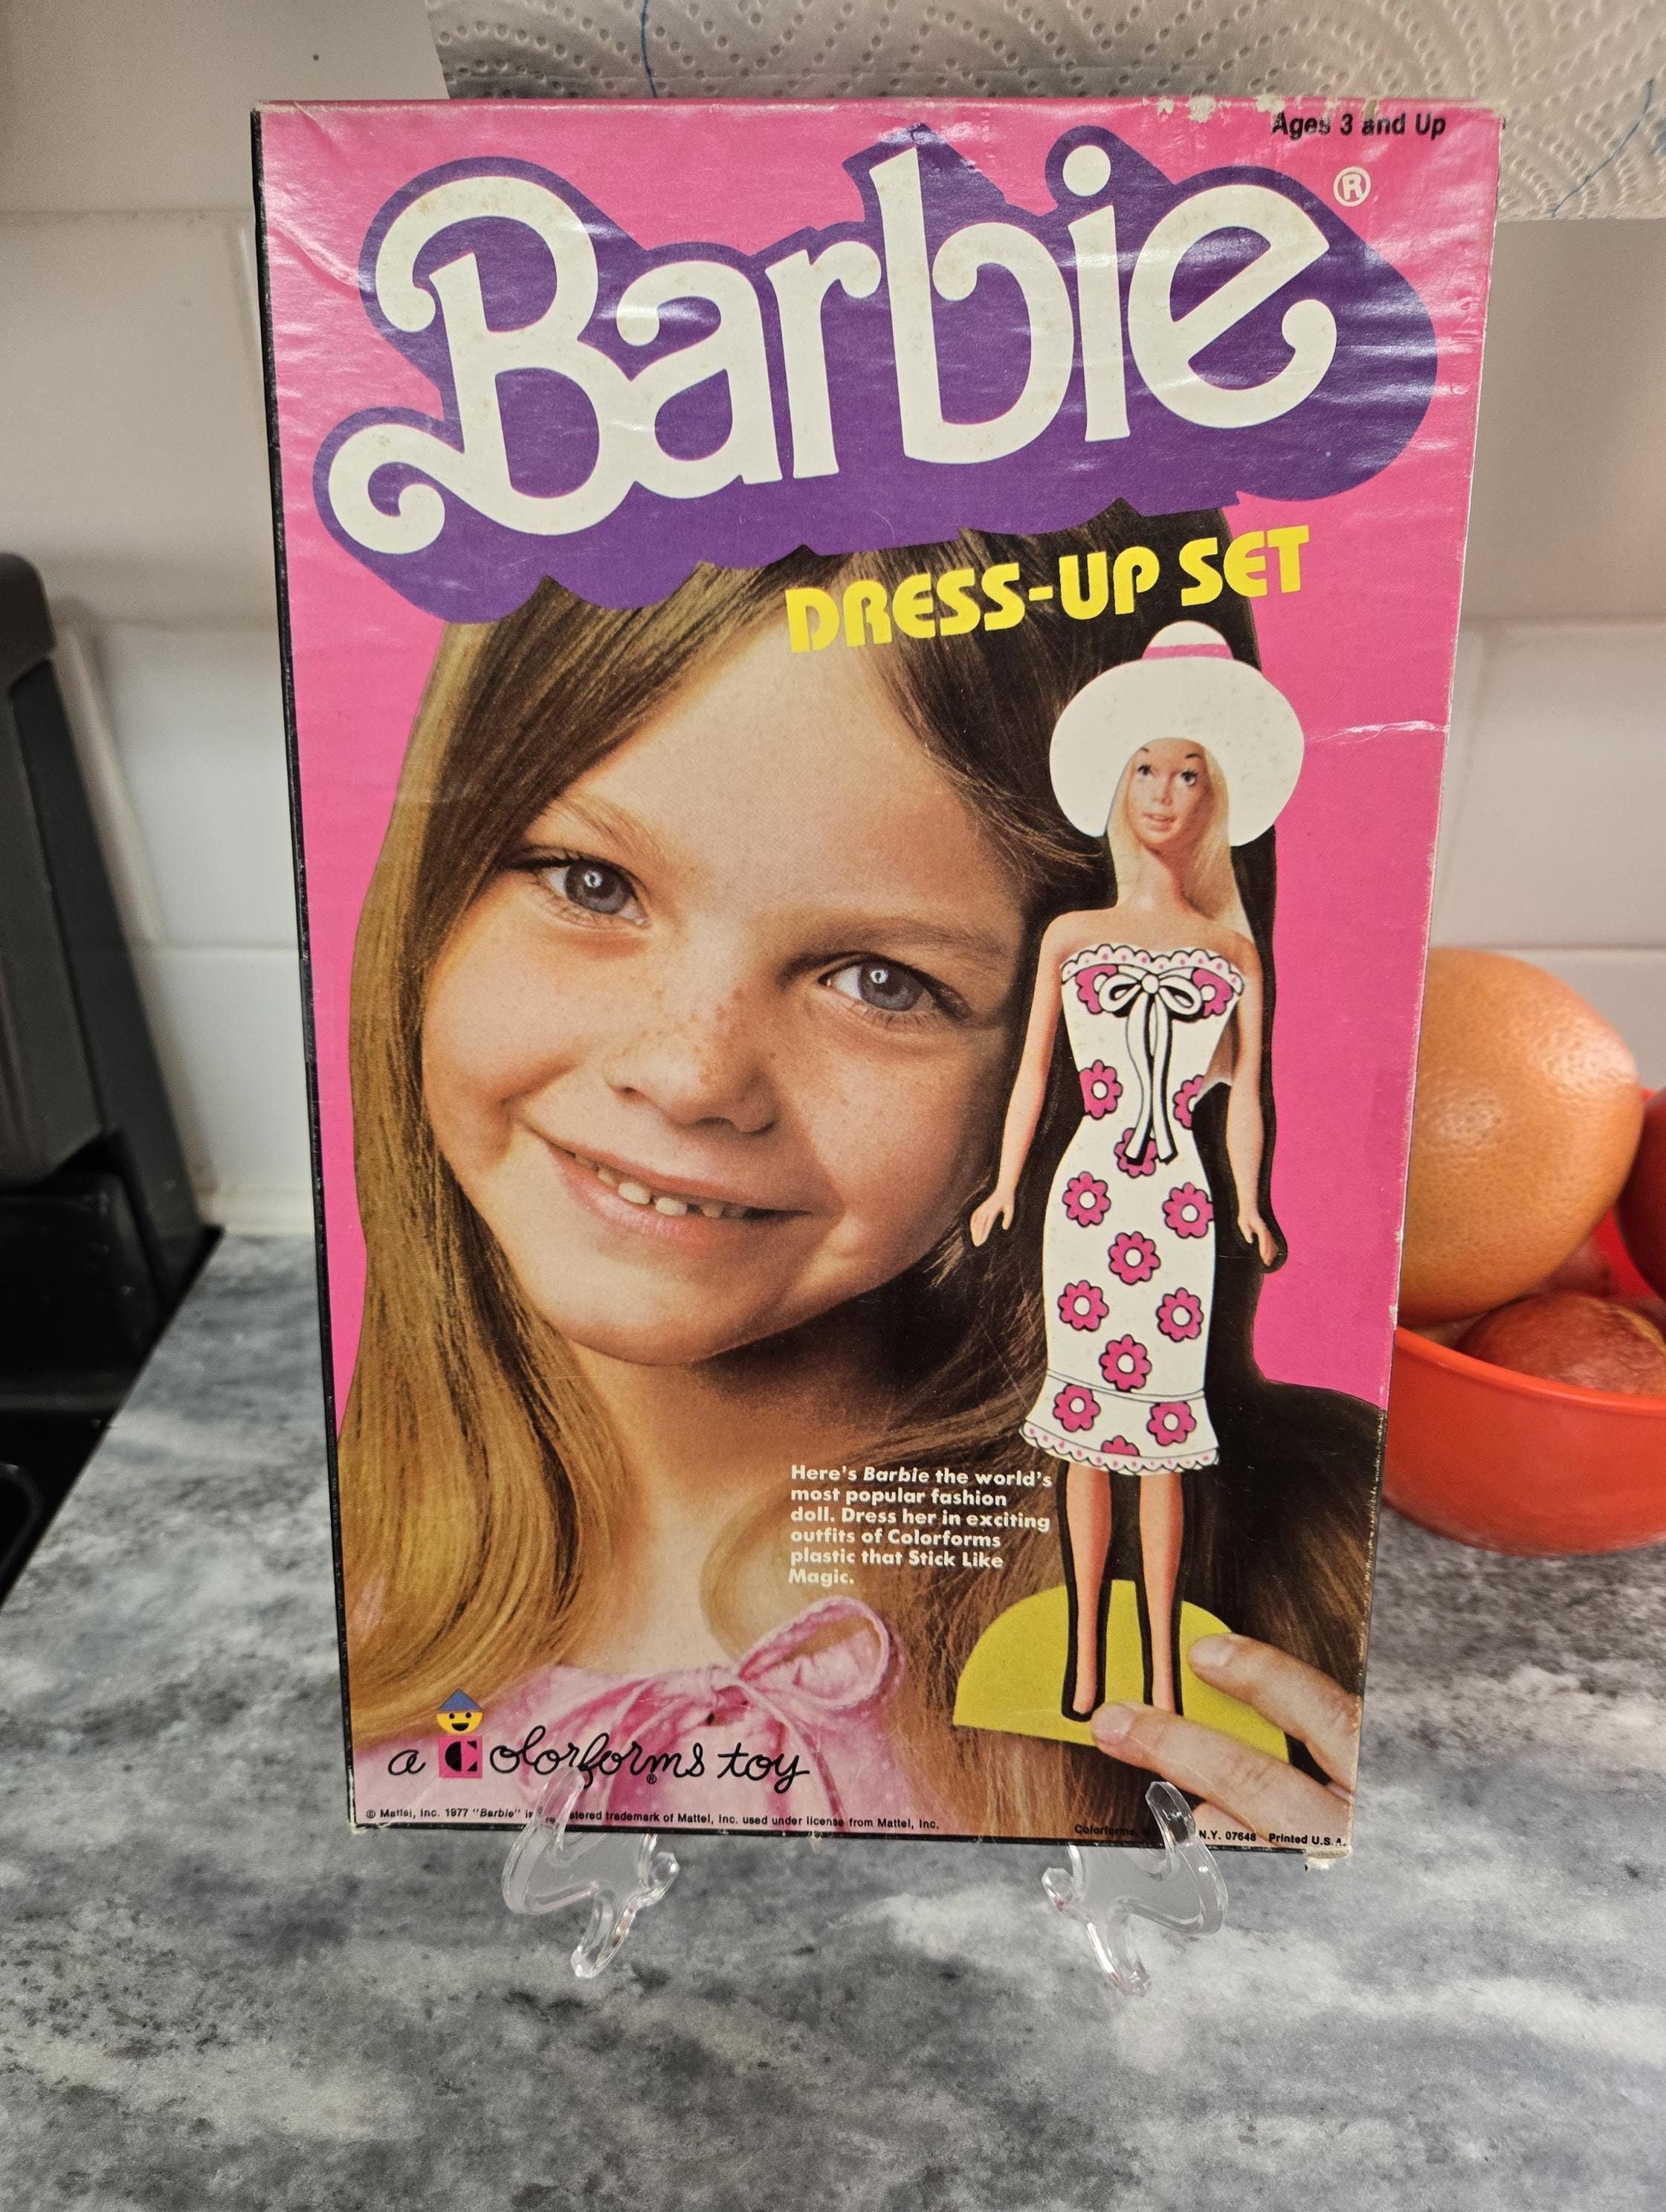 Ages 3 and Up
Barbie®
DRESS-UP SET
Here's Barbie the world's
most popular fashion
doll. Dress her in exciting
outfits of Colorforms
plastic that Stick Like
Magic.
a Colorforms® toy
© Mattel, Inc. 1977 "Barbie" is trademark of Mattel, Inc. used under license from Mattel, Inc.
Colorforms, N.Y. 07648 Printed U.S.A.